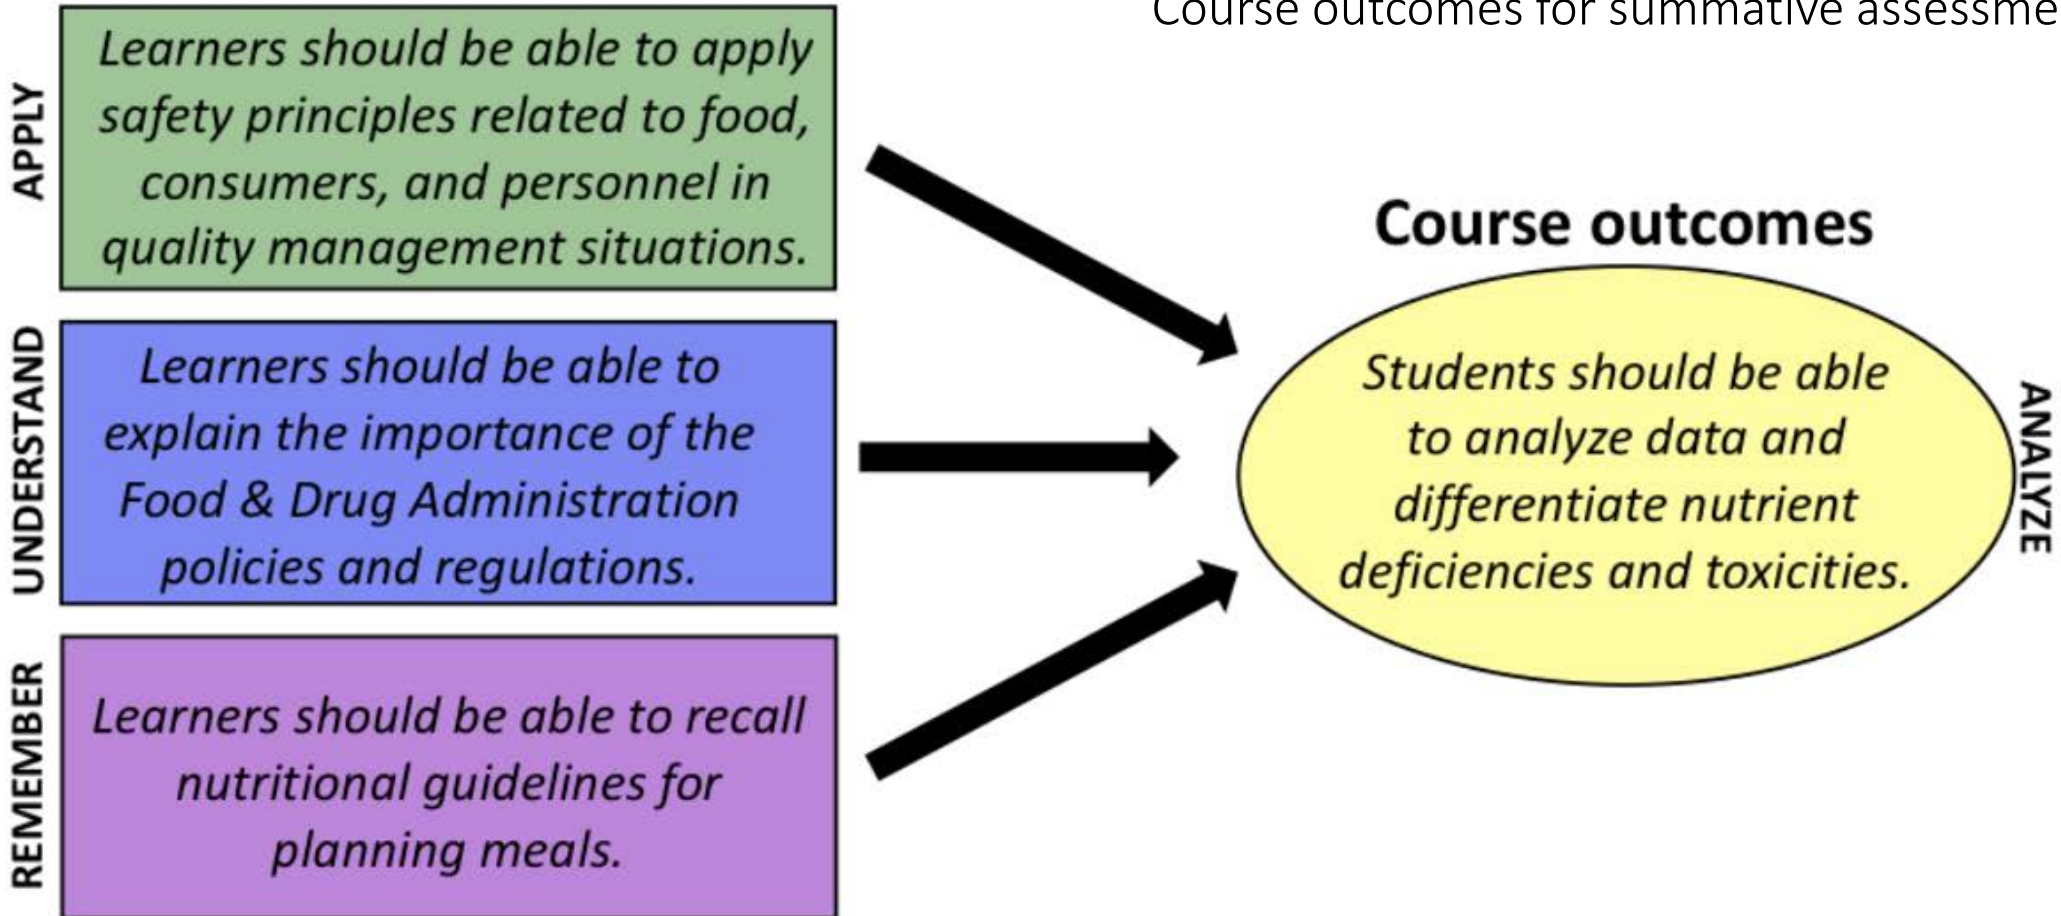 Course outcomes for summative assessme
APPLY
Learners should be able to apply
safety principles related to food,
consumers, and personnel in
quality management situations.
UNDERSTAND
Learners should be able to
explain the importance of the
Food & Drug Administration
policies and regulations.
REMEMBER
Learners should be able to recall
nutritional guidelines for
planning meals.
Course outcomes
Students should be able
to analyze data and
differentiate nutrient
deficiencies and toxicities.
ANALYZE